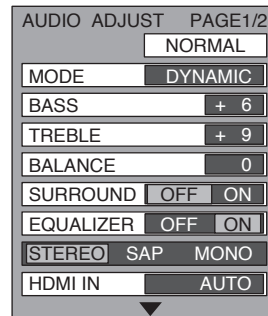 AUDIO ADJUST PAGE1/2
NORMAL
MODE DYNAMIC
BASS + 6
TREBLE + 9
BALANCE 0
SURROUND OFF ON
EQUALIZER OFF ON
STEREO SAP MONO
HDMI IN AUTO